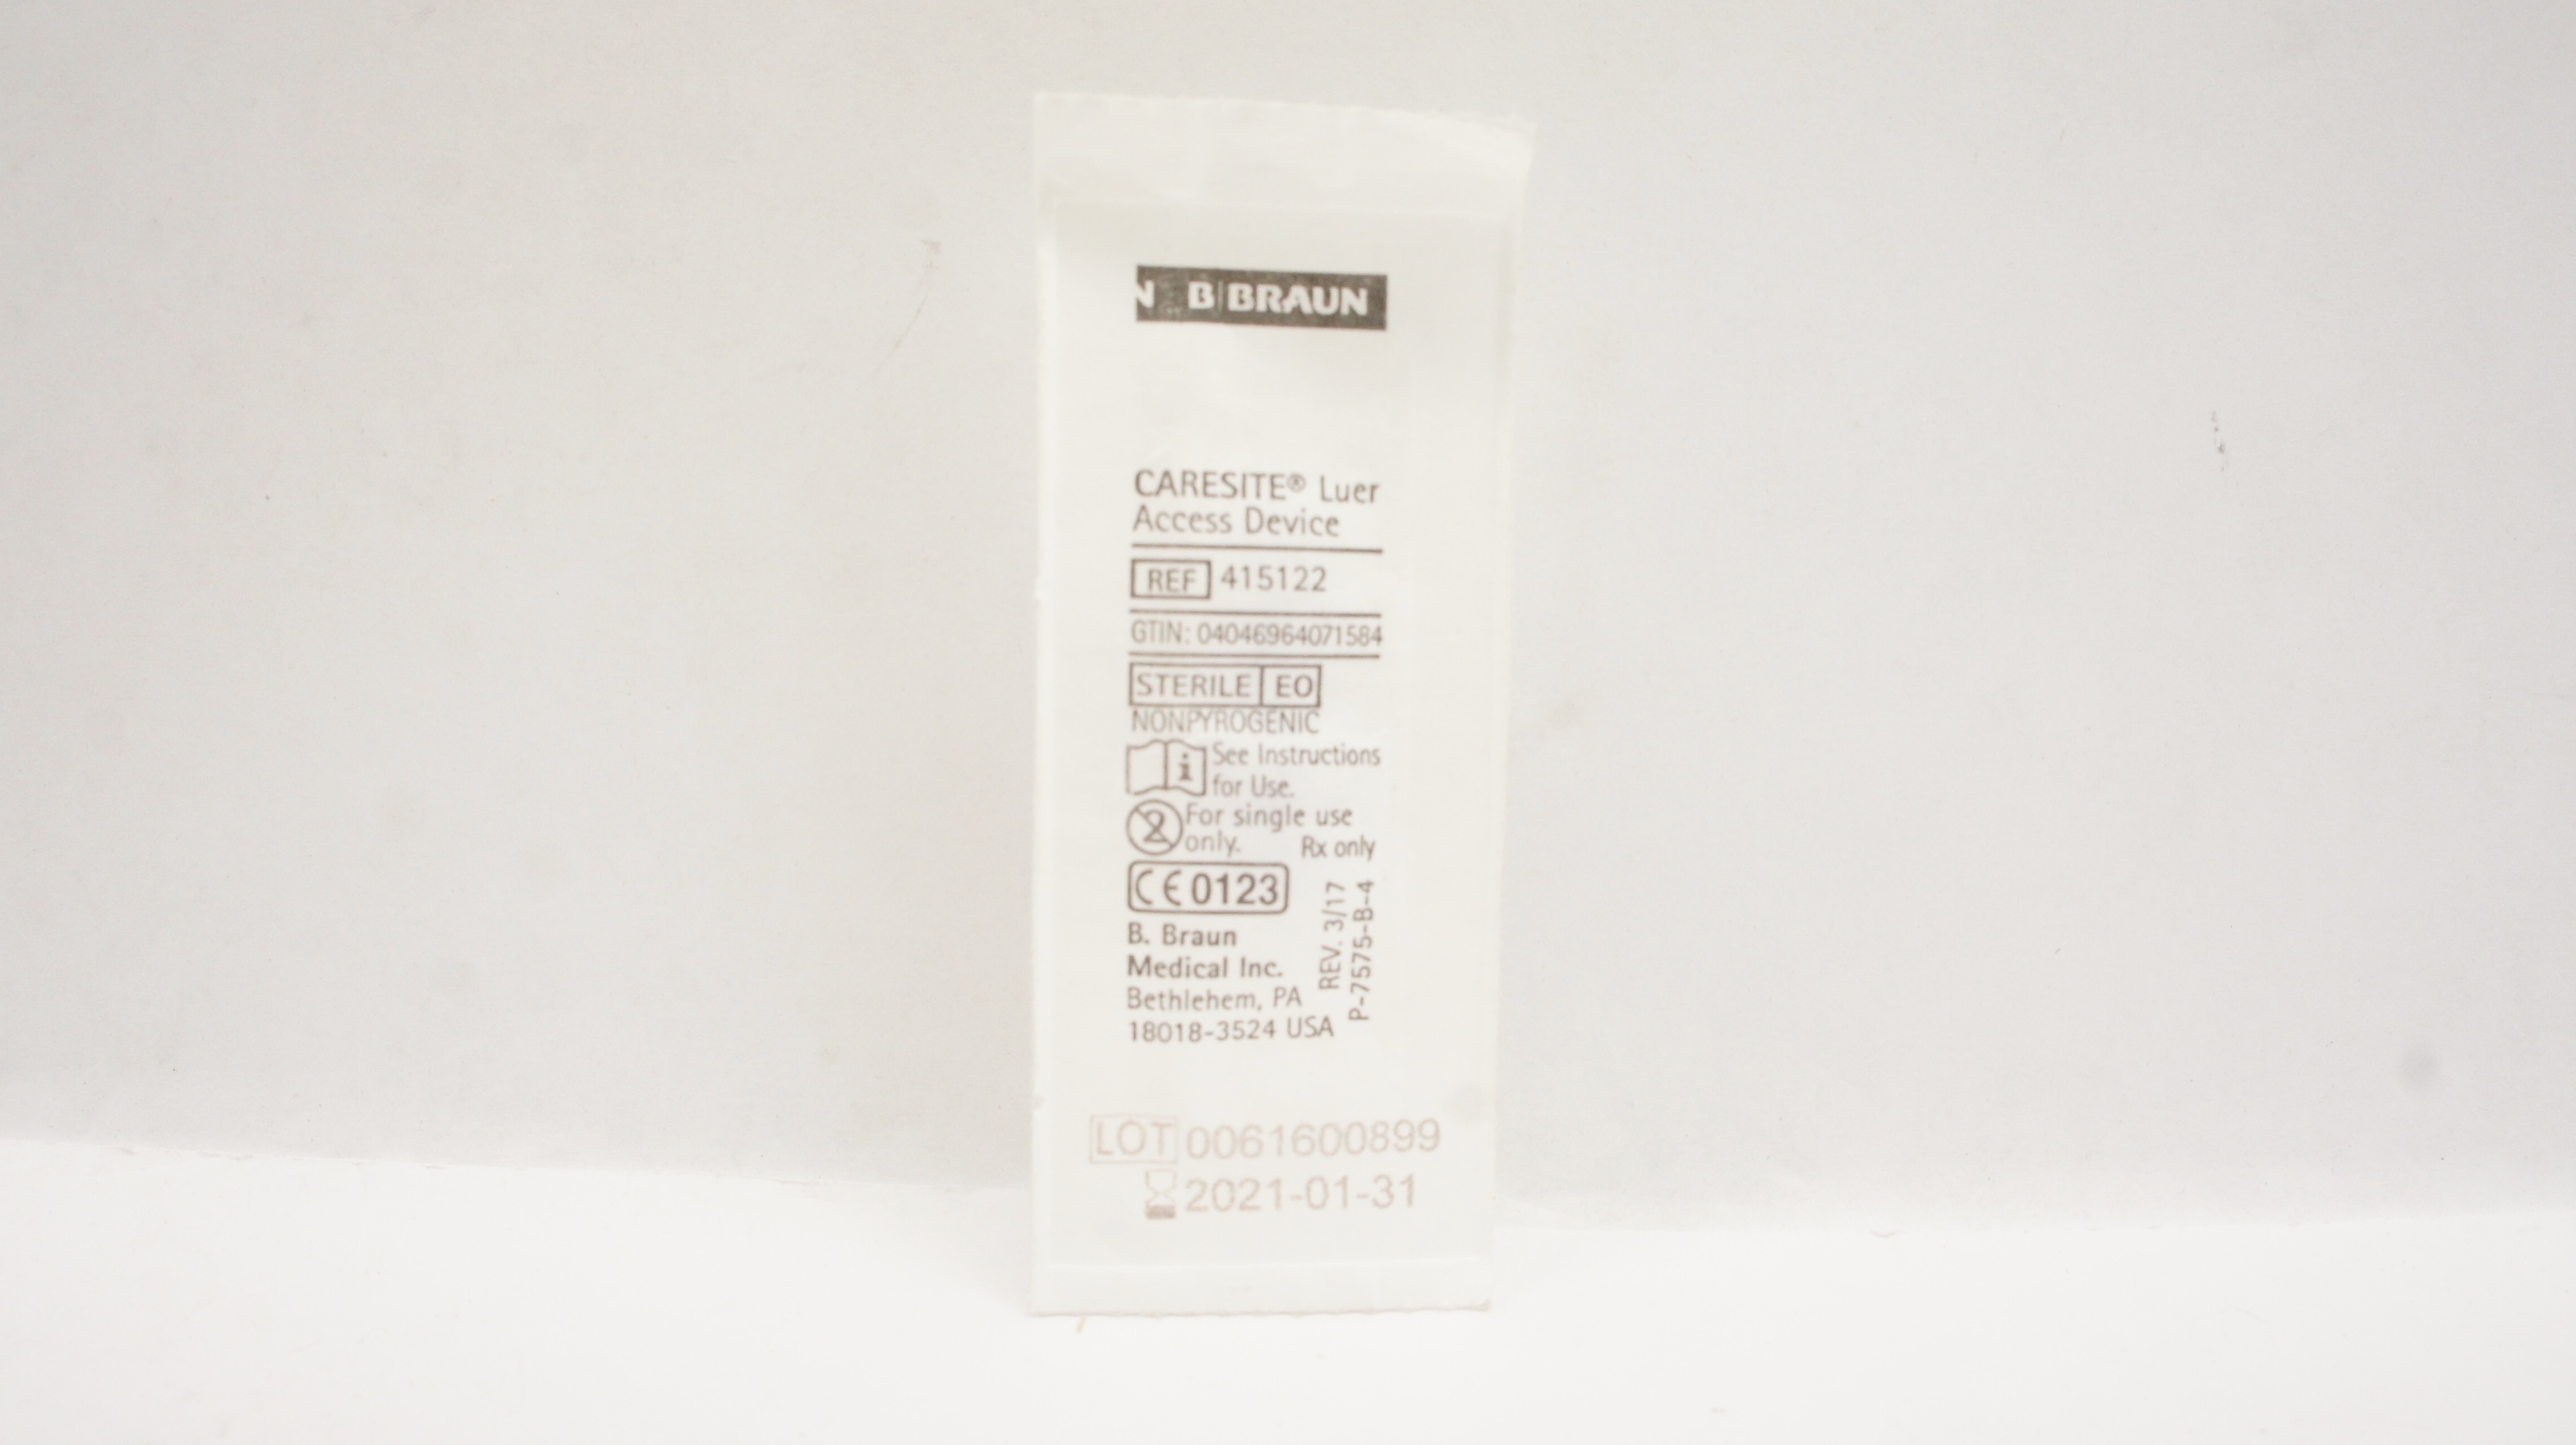 N B BRAUN
CARESITE® Luer
Access Device
REF 415122
GTIN: 04046964071584
STERILE EO
NONPYROGENIC
i See Instructions
for Use.
2 For single use
only. Rx only
CE 0123
B. Braun
Medical Inc.
Bethlehem, PA
18018-3524 USA
REV. 3/17
P-7575-B-4
LOT 0061600899
2021-01-31